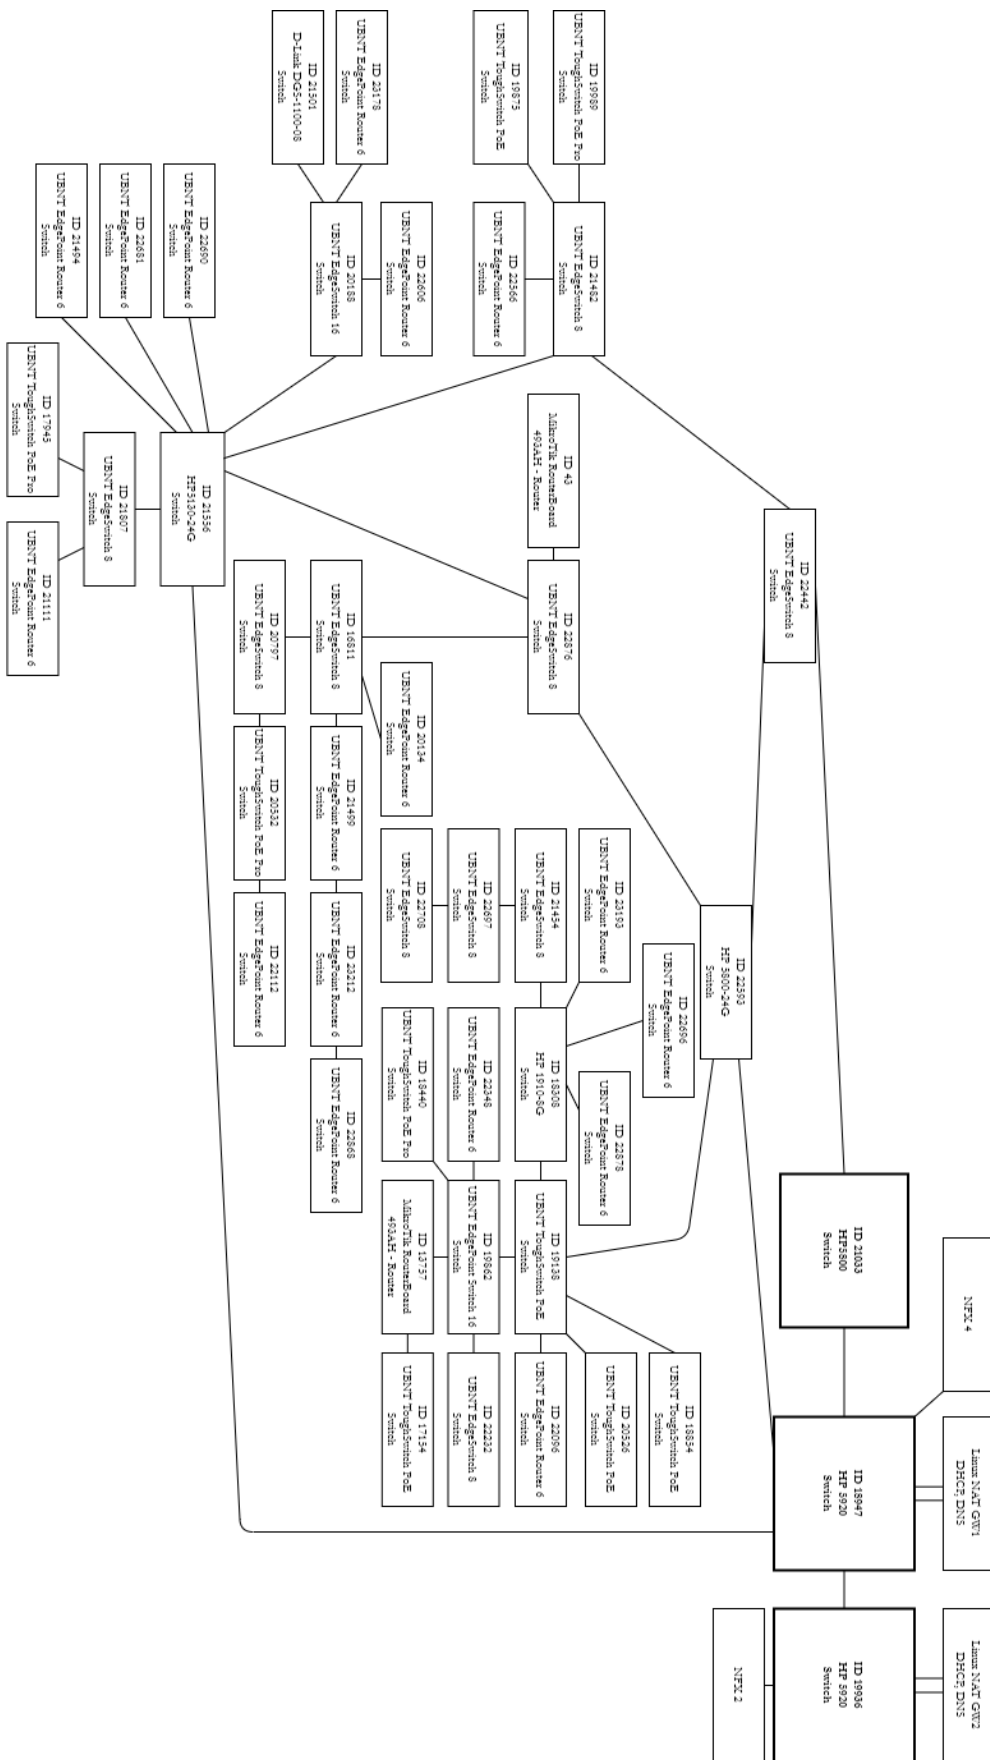 NFX 4
Linux NAT GW1
DHCP, DNS
Linux NAT GW2
DHCP, DNS
ID 21033
HP5800
Switch
ID 18947
HP 5920
Switch
ID 19936
HP 5920
Switch
NFX 2
ID 22442
UBNT EdgeSwitch 8
Switch
ID 22593
HP 5800-24G
Switch
ID 22696
UBNT EdgePoint Router 6
Switch
ID 18854
UBNT ToughSwitch PoE
Switch
ID 19989
UBNT ToughSwitch PoE Pro
Switch
ID 21482
UBNT EdgeSwitch 8
Switch
ID 23193
UBNT EdgePoint Router 6
Switch
ID 22878
UBNT EdgePoint Router 6
Switch
ID 20526
UBNT ToughSwitch PoE
Switch
ID 19875
UBNT ToughSwitch PoE
Switch
ID 22566
UBNT EdgePoint Router 6
Switch
ID 43
MikroTik RouterBoard
493AH - Router
ID 22876
UBNT EdgeSwitch 8
Switch
ID 21454
UBNT EdgeSwitch 8
Switch
ID 18308
HP 1910-8G
Switch
ID 19138
UBNT ToughSwitch PoE
Switch
ID 22096
UBNT EdgePoint Router 6
Switch
ID 22697
UBNT EdgeSwitch 8
Switch
ID 22348
UBNT EdgePoint Router 6
Switch
ID 19862
UBNT EdgePoint Switch 16
Switch
ID 22232
UBNT EdgeSwitch 8
Switch
ID 22606
UBNT EdgePoint Router 6
Switch
ID 20134
UBNT EdgePoint Router 6
Switch
ID 22708
UBNT EdgeSwitch 8
Switch
ID 18440
UBNT ToughSwitch PoE Pro
Switch
ID 13757
MikroTik RouterBoard
493AH - Router
ID 17154
UBNT ToughSwitch PoE
Switch
ID 23178
UBNT EdgePoint Router 6
Switch
ID 20188
UBNT EdgeSwitch 16
Switch
ID 16811
UBNT EdgeSwitch 8
Switch
ID 21499
UBNT EdgePoint Router 6
Switch
ID 23212
UBNT EdgePoint Router 6
Switch
ID 22868
UBNT EdgePoint Router 6
Switch
ID 21501
D-Link DGS-1100-08
Switch
ID 20797
UBNT EdgeSwitch 8
Switch
ID 20532
UBNT ToughSwitch PoE Pro
Switch
ID 22112
UBNT EdgePoint Router 6
Switch
ID 22690
UBNT EdgePoint Router 6
Switch
ID 21556
HP5130-24G
Switch
ID 22681
UBNT EdgePoint Router 6
Switch
ID 21807
UBNT EdgeSwitch 8
Switch
ID 21494
UBNT EdgePoint Router 6
Switch
ID 17945
UBNT ToughSwitch PoE Pro
Switch
ID 21111
UBNT EdgePoint Router 6
Switch